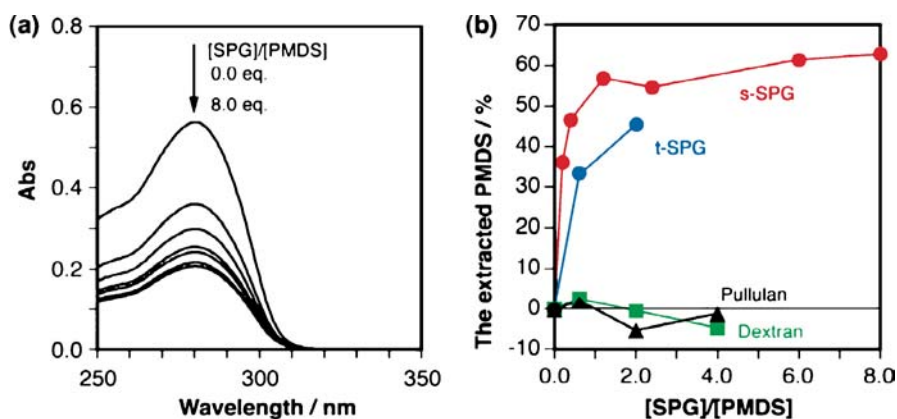 (a)
0.8
0.6
0.4
0.2
0.0
Abs
[SPG]/[PMDS]
0.0 eq.
8.0 eq.
250
300
350
Wavelength / nm
(b)
70
60
50
40
30
20
10
0
-10
The extracted PMDS / %
s-SPG
t-SPG
Pullulan
Dextran
0.0
2.0
4.0
6.0
8.0
[SPG]/[PMDS]